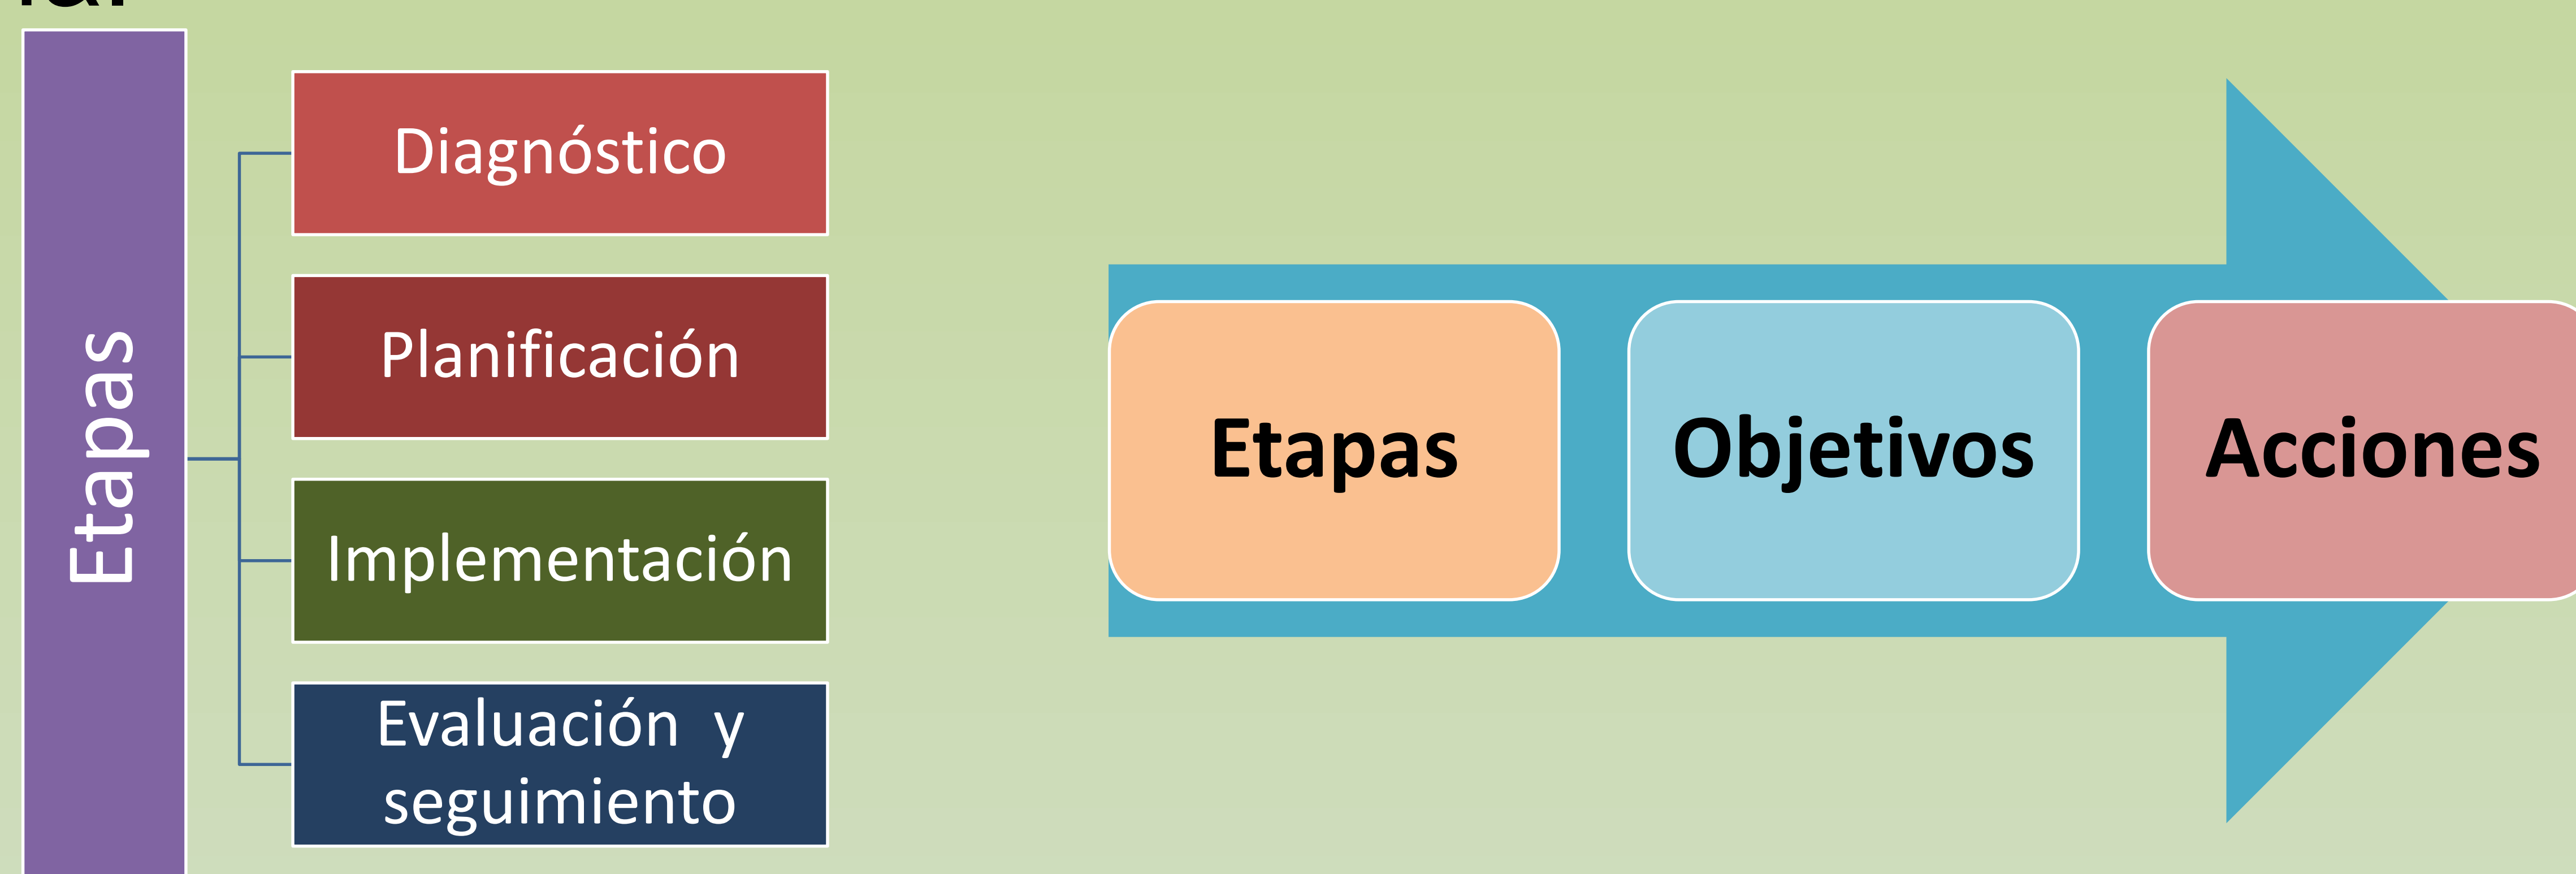 Etapas
Diagnóstico
Planificación
Implementación
Evaluación y
seguimiento
Etapas
Objetivos
Acciones